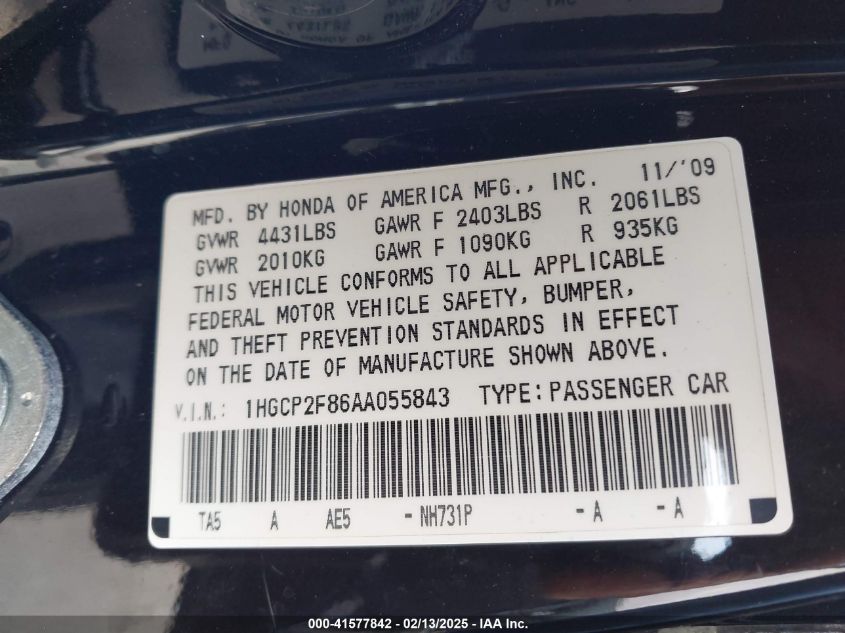 MFD. BY HONDA OF AMERICA MFG., INC. 11/'09
GVWR 4431LBS GAWR F 2403LBS R 2061LBS
GVWR 2010KG GAWR F 1090KG R 935KG
THIS VEHICLE CONFORMS TO ALL APPLICABLE
FEDERAL MOTOR VEHICLE SAFETY, BUMPER,
AND THEFT PREVENTION STANDARDS IN EFFECT
ON THE DATE OF MANUFACTURE SHOWN ABOVE.
V.I.N.: 1HGCP2F86AA055843 TYPE:PASSENGER CAR
TA5 A AE5 -NH731P -A -A
000-41577842 - 02/13/2025 - IAA Inc.